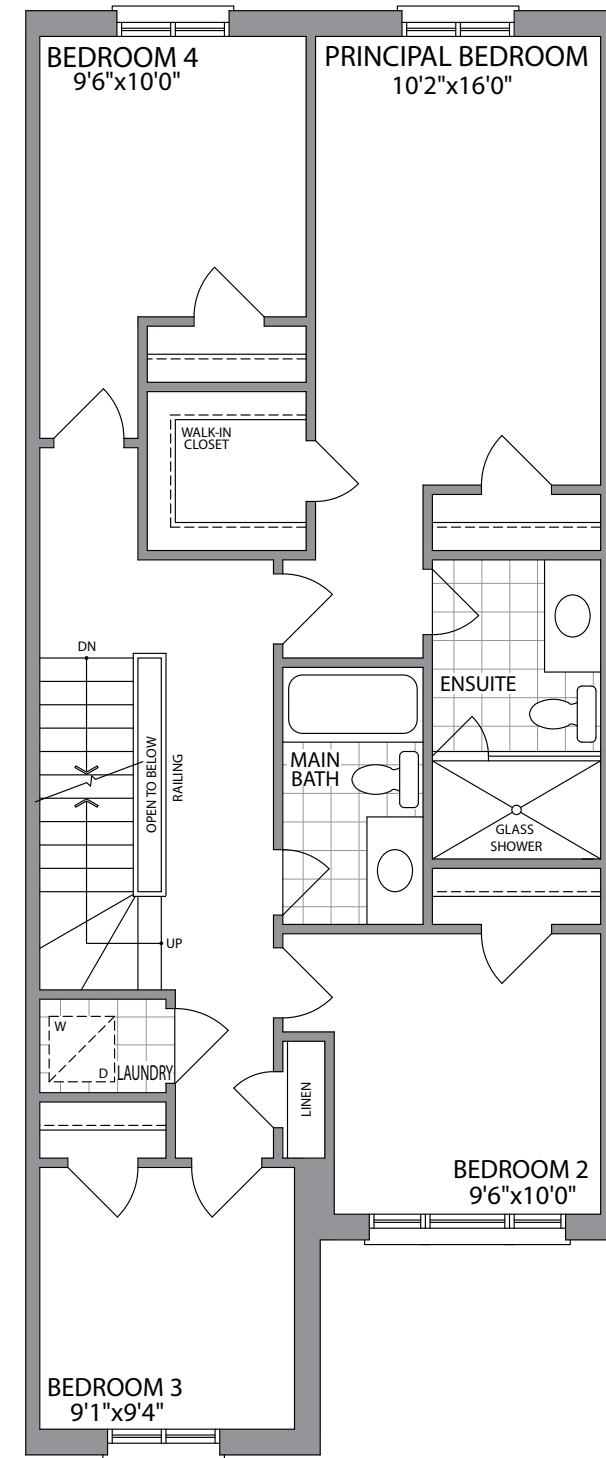 BEDROOM 4
9'6"x10'0"
PRINCIPAL BEDROOM
10'2"x16'0"
WALK-IN
CLOSET
DN
OPEN TO BELOW
RAILING
UP
ENSUITE
MAIN
BATH
GLASS
SHOWER
W
D
LAUNDRY
LINEN
BEDROOM 2
9'6"x10'0"
BEDROOM 3
9'1"x9'4"